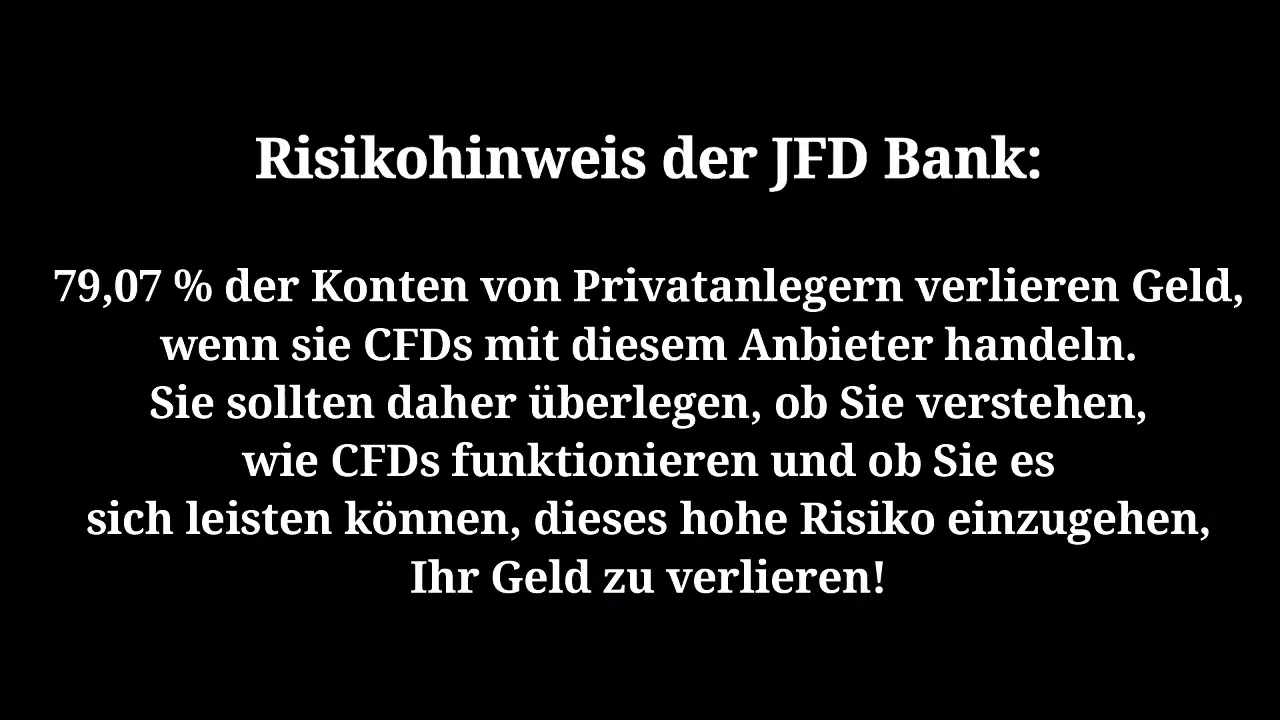 Risikohinweis der JFD Bank:
79,07 % der Konten von Privatanlegern verlieren Geld,
wenn sie CFDs mit diesem Anbieter handeln.
Sie sollten daher überlegen, ob Sie verstehen,
wie CFDs funktionieren und ob Sie es
sich leisten können, dieses hohe Risiko einzugehen,
Ihr Geld zu verlieren!